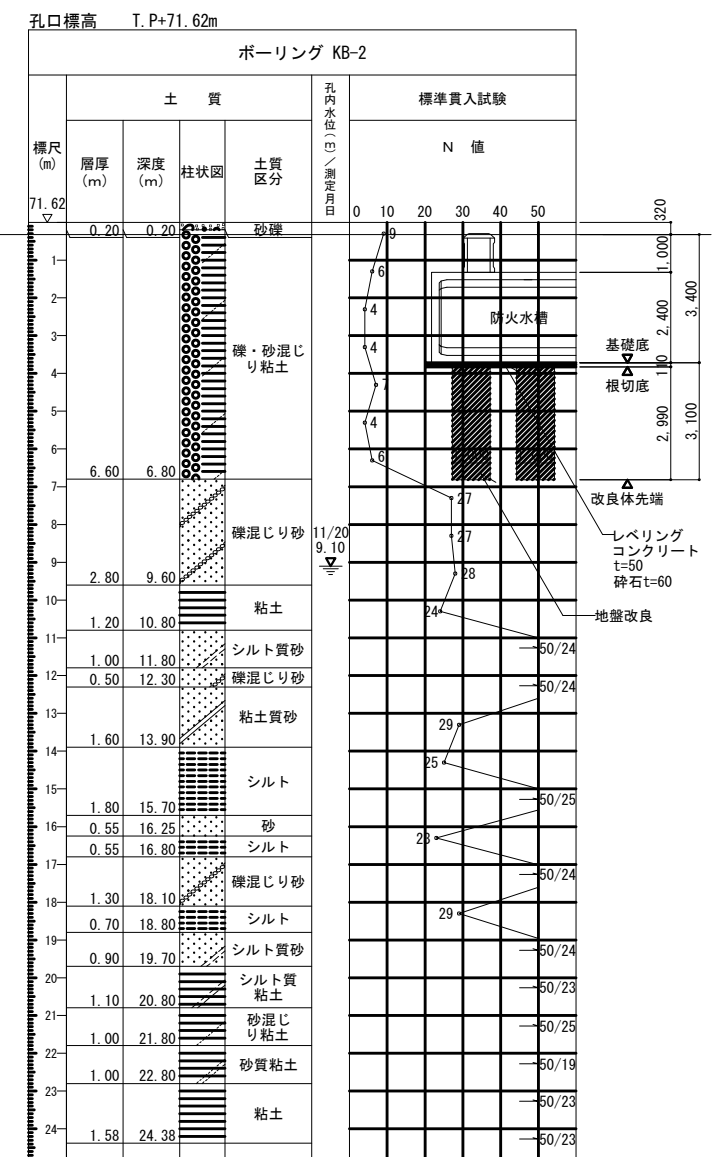 孔口標高 T.P+71.62m
ボーリング KB-2
土 質
孔内水位(m)/測定月日
標準貫入試験
標尺
(m)
層厚
(m)
深度
(m)
柱状図
土質
区分
N 値
71.62
0 10 20 30 40 50
320
0.20 0.20 砂礫
9
1
6
1,000
2
4
防火水槽
2,400
3,400
3
4
礫・砂混じ
り粘土
基礎底
4
7
110
根切底
5
4
2,990
3,100
6
6
6.60 6.80
7
27
改良体先端
8
礫混じり砂
11/20
9.10
27
レベリング
コンクリート
t=50
砕石t=60
9
28
2.80 9.60
10
粘土
24
地盤改良
1.20 10.80
11
シルト質砂
50/24
1.00 11.80
12
0.50 12.30 礫混じり砂
50/24
13
粘土質砂
29
1.60 13.90
14
25
シルト
15
50/25
1.80 15.70
16
0.55 16.25 砂
23
0.55 16.80 シルト
17
礫混じり砂
50/24
18
1.30 18.10
29
0.70 18.80 シルト
19
シルト質砂
50/24
0.90 19.70
20
シルト質
粘土
50/23
1.10 20.80
21
砂混じ
り粘土
50/25
1.00 21.80
22
砂質粘土
50/19
1.00 22.80
23
粘土
50/23
24
1.58 24.38
50/23